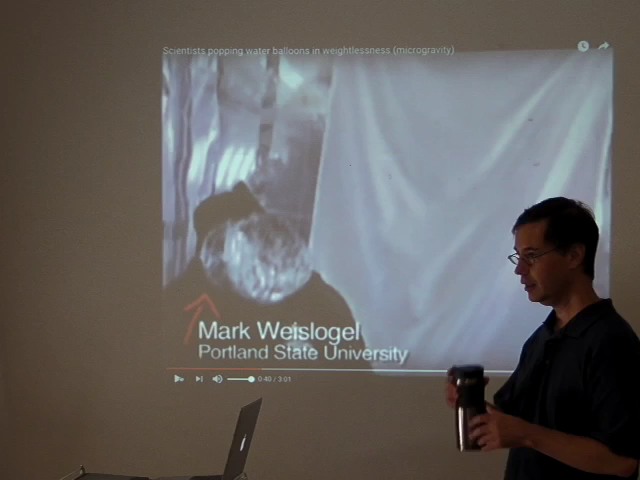 Scientists popping water balloons in weightlessness (microgravity)
Mark Weislogel
Portland State University
0:40 / 3:01